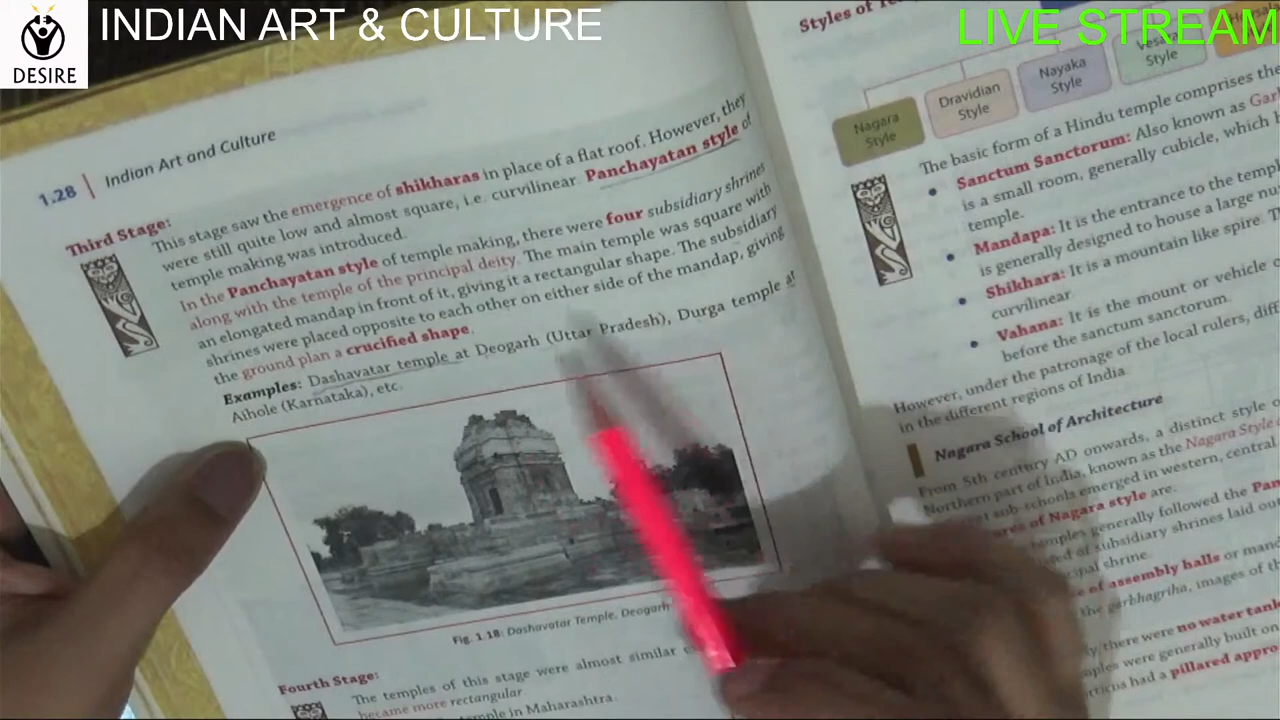 INDIAN ART & CULTURE
LIVE STREAM
DESIRE
1.28 | Indian Art and Culture
Third Stage:
This stage saw the emergence of shikharas in place of a flat roof. However, they
were still quite low and almost square, i.e. curvilinear. Panchayatan style of
temple making was introduced.
In the Panchayatan style of temple making, there were four subsidiary shrines
along with the temple of the principal deity. The main temple was square with
an elongated mandap in front of it, giving it a rectangular shape. The subsidiary
shrines were placed opposite to each other on either side of the mandap, giving
the ground plan a crucified shape.
Examples: Dashavatar temple at Deogarh (Uttar Pradesh), Durga temple at
Aihole (Karnataka), etc.
Fig. 1.18: Dashavatar Temple, Deogarh
Fourth Stage:
The temples of this stage were almost similar
became more rectangular
temple in Maharashtra.
Styles of
Nagara
Style
Dravidian
Style
Nayaka
Style
Vesara
Style
The basic form of a Hindu temple comprises the
• Sanctum Sanctorum: Also known as
is a small room, generally cubicle, which
temple.
• Mandapa: It is the entrance to the
is generally designed to house a large
• Shikhara: It is a mountain like spire.
curvilinear.
• Vahana: It is the mount or vehicle
before the sanctum sanctorum.
However, under the patronage of the local rulers,
in the different regions of India
Nagara School of Architecture
From 5th century AD onwards, a distinct style
Northern part of India, known as the Nagara Style
sub-schools emerged in western, central
of Nagara style are:
temples generally followed the
of subsidiary shrines laid
shrine.
of assembly halls or
the garbhagriha, images of
there were no water
were generally built on
had a pillared